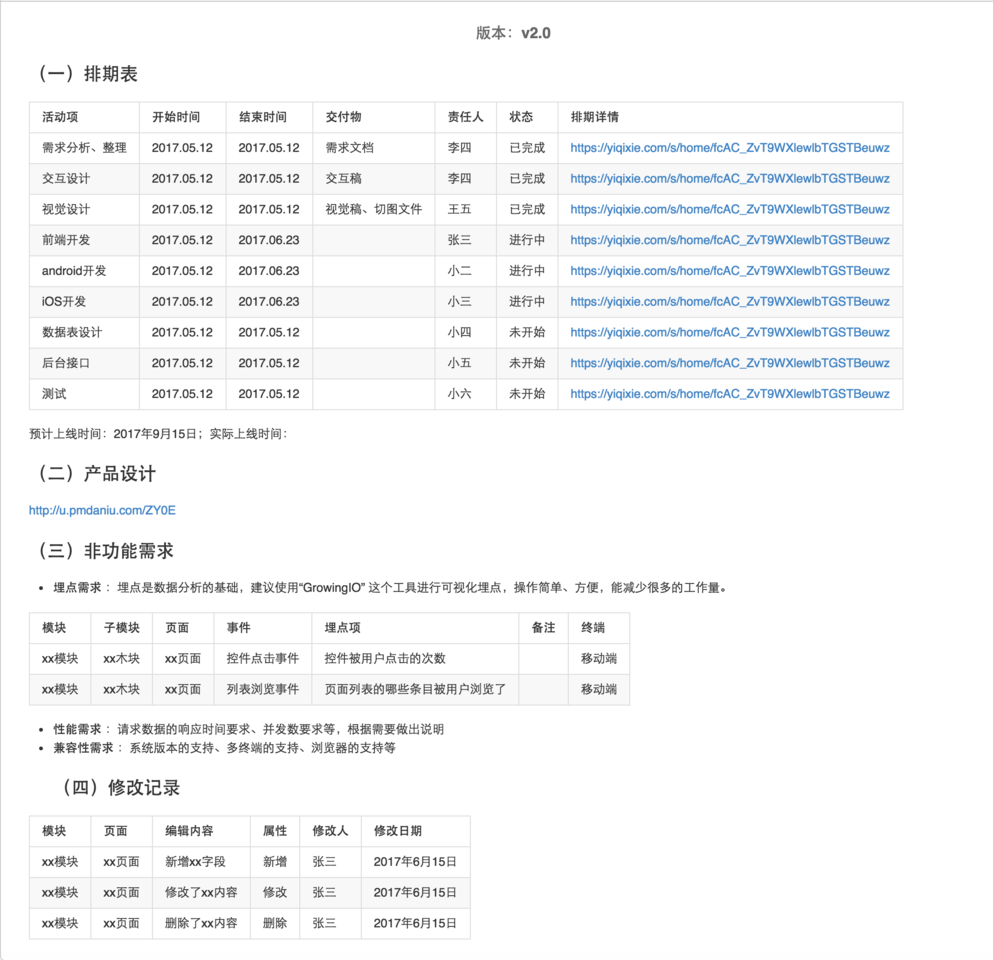 版本：v2.0
（一）排期表
活动项 开始时间 结束时间 交付物 责任人 状态 排期详情
需求分析、整理 2017.05.12 2017.05.12 需求文档 李四 已完成 https://yiqixie.com/s/home/fcAC_ZvT9WXlewlbTGSTBeuwz
交互设计 2017.05.12 2017.05.12 交互稿 李四 已完成 https://yiqixie.com/s/home/fcAC_ZvT9WXlewlbTGSTBeuwz
视觉设计 2017.05.12 2017.05.12 视觉稿、切图文件 王五 已完成 https://yiqixie.com/s/home/fcAC_ZvT9WXlewlbTGSTBeuwz
前端开发 2017.05.12 2017.06.23 张三 进行中 https://yiqixie.com/s/home/fcAC_ZvT9WXlewlbTGSTBeuwz
android开发 2017.05.12 2017.06.23 小二 进行中 https://yiqixie.com/s/home/fcAC_ZvT9WXlewlbTGSTBeuwz
iOS开发 2017.05.12 2017.06.23 小三 进行中 https://yiqixie.com/s/home/fcAC_ZvT9WXlewlbTGSTBeuwz
数据表设计 2017.05.12 2017.05.12 小四 未开始 https://yiqixie.com/s/home/fcAC_ZvT9WXlewlbTGSTBeuwz
后台接口 2017.05.12 2017.05.12 小五 未开始 https://yiqixie.com/s/home/fcAC_ZvT9WXlewlbTGSTBeuwz
测试 2017.05.12 2017.05.12 小六 未开始 https://yiqixie.com/s/home/fcAC_ZvT9WXlewlbTGSTBeuwz
预计上线时间：2017年9月15日；实际上线时间：
（二）产品设计
http://u.pmdaniu.com/ZY0E
（三）非功能需求
• 埋点需求： 埋点是数据分析的基础，建议使用“GrowingIO” 这个工具进行可视化埋点，操作简单、方便，能减少很多的工作量。
模块 子模块 页面 事件 埋点项 备注 终端
xx模块 xx木块 xx页面 控件点击事件 控件被用户点击的次数 移动端
xx模块 xx木块 xx页面 列表浏览事件 页面列表的哪些条目被用户浏览了 移动端
• 性能需求： 请求数据的响应时间要求、并发数要求等，根据需要做出说明
• 兼容性需求： 系统版本的支持、多终端的支持、浏览器的支持等
（四）修改记录
模块 页面 编辑内容 属性 修改人 修改日期
xx模块 xx页面 新增xx字段 新增 张三 2017年6月15日
xx模块 xx页面 修改了xx内容 修改 张三 2017年6月15日
xx模块 xx页面 删除了xx内容 删除 张三 2017年6月15日